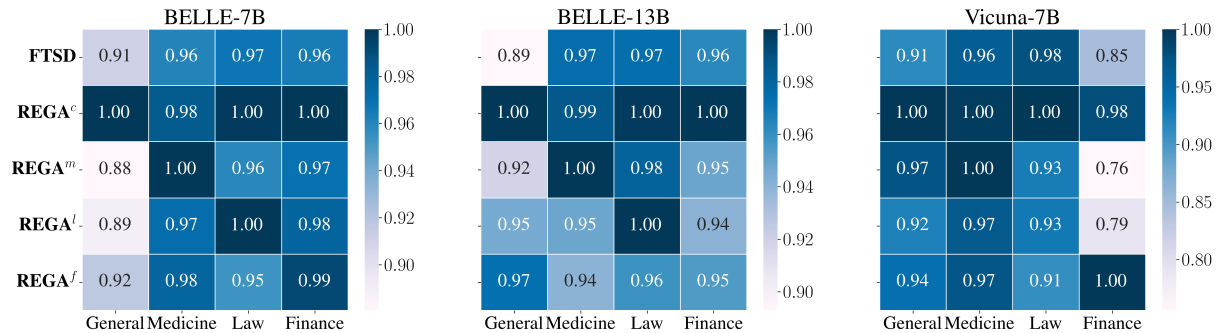 BELLE-7B
FTSD 0.91 0.96 0.97 0.96
REGA^c 1.00 0.98 1.00 1.00
REGA^m 0.88 1.00 0.96 0.97
REGA^l 0.89 0.97 1.00 0.98
REGA^f 0.92 0.98 0.95 0.99
General Medicine Law Finance
1.00
0.98
0.96
0.94
0.92
0.90
BELLE-13B
0.89 0.97 0.97 0.96
1.00 0.99 1.00 1.00
0.92 1.00 0.98 0.95
0.95 0.95 1.00 0.94
0.97 0.94 0.96 0.95
General Medicine Law Finance
1.00
0.98
0.96
0.94
0.92
0.90
Vicuna-7B
0.91 0.96 0.98 0.85
1.00 1.00 1.00 0.98
0.97 1.00 0.93 0.76
0.92 0.97 0.93 0.79
0.94 0.97 0.91 1.00
General Medicine Law Finance
1.00
0.95
0.90
0.85
0.80